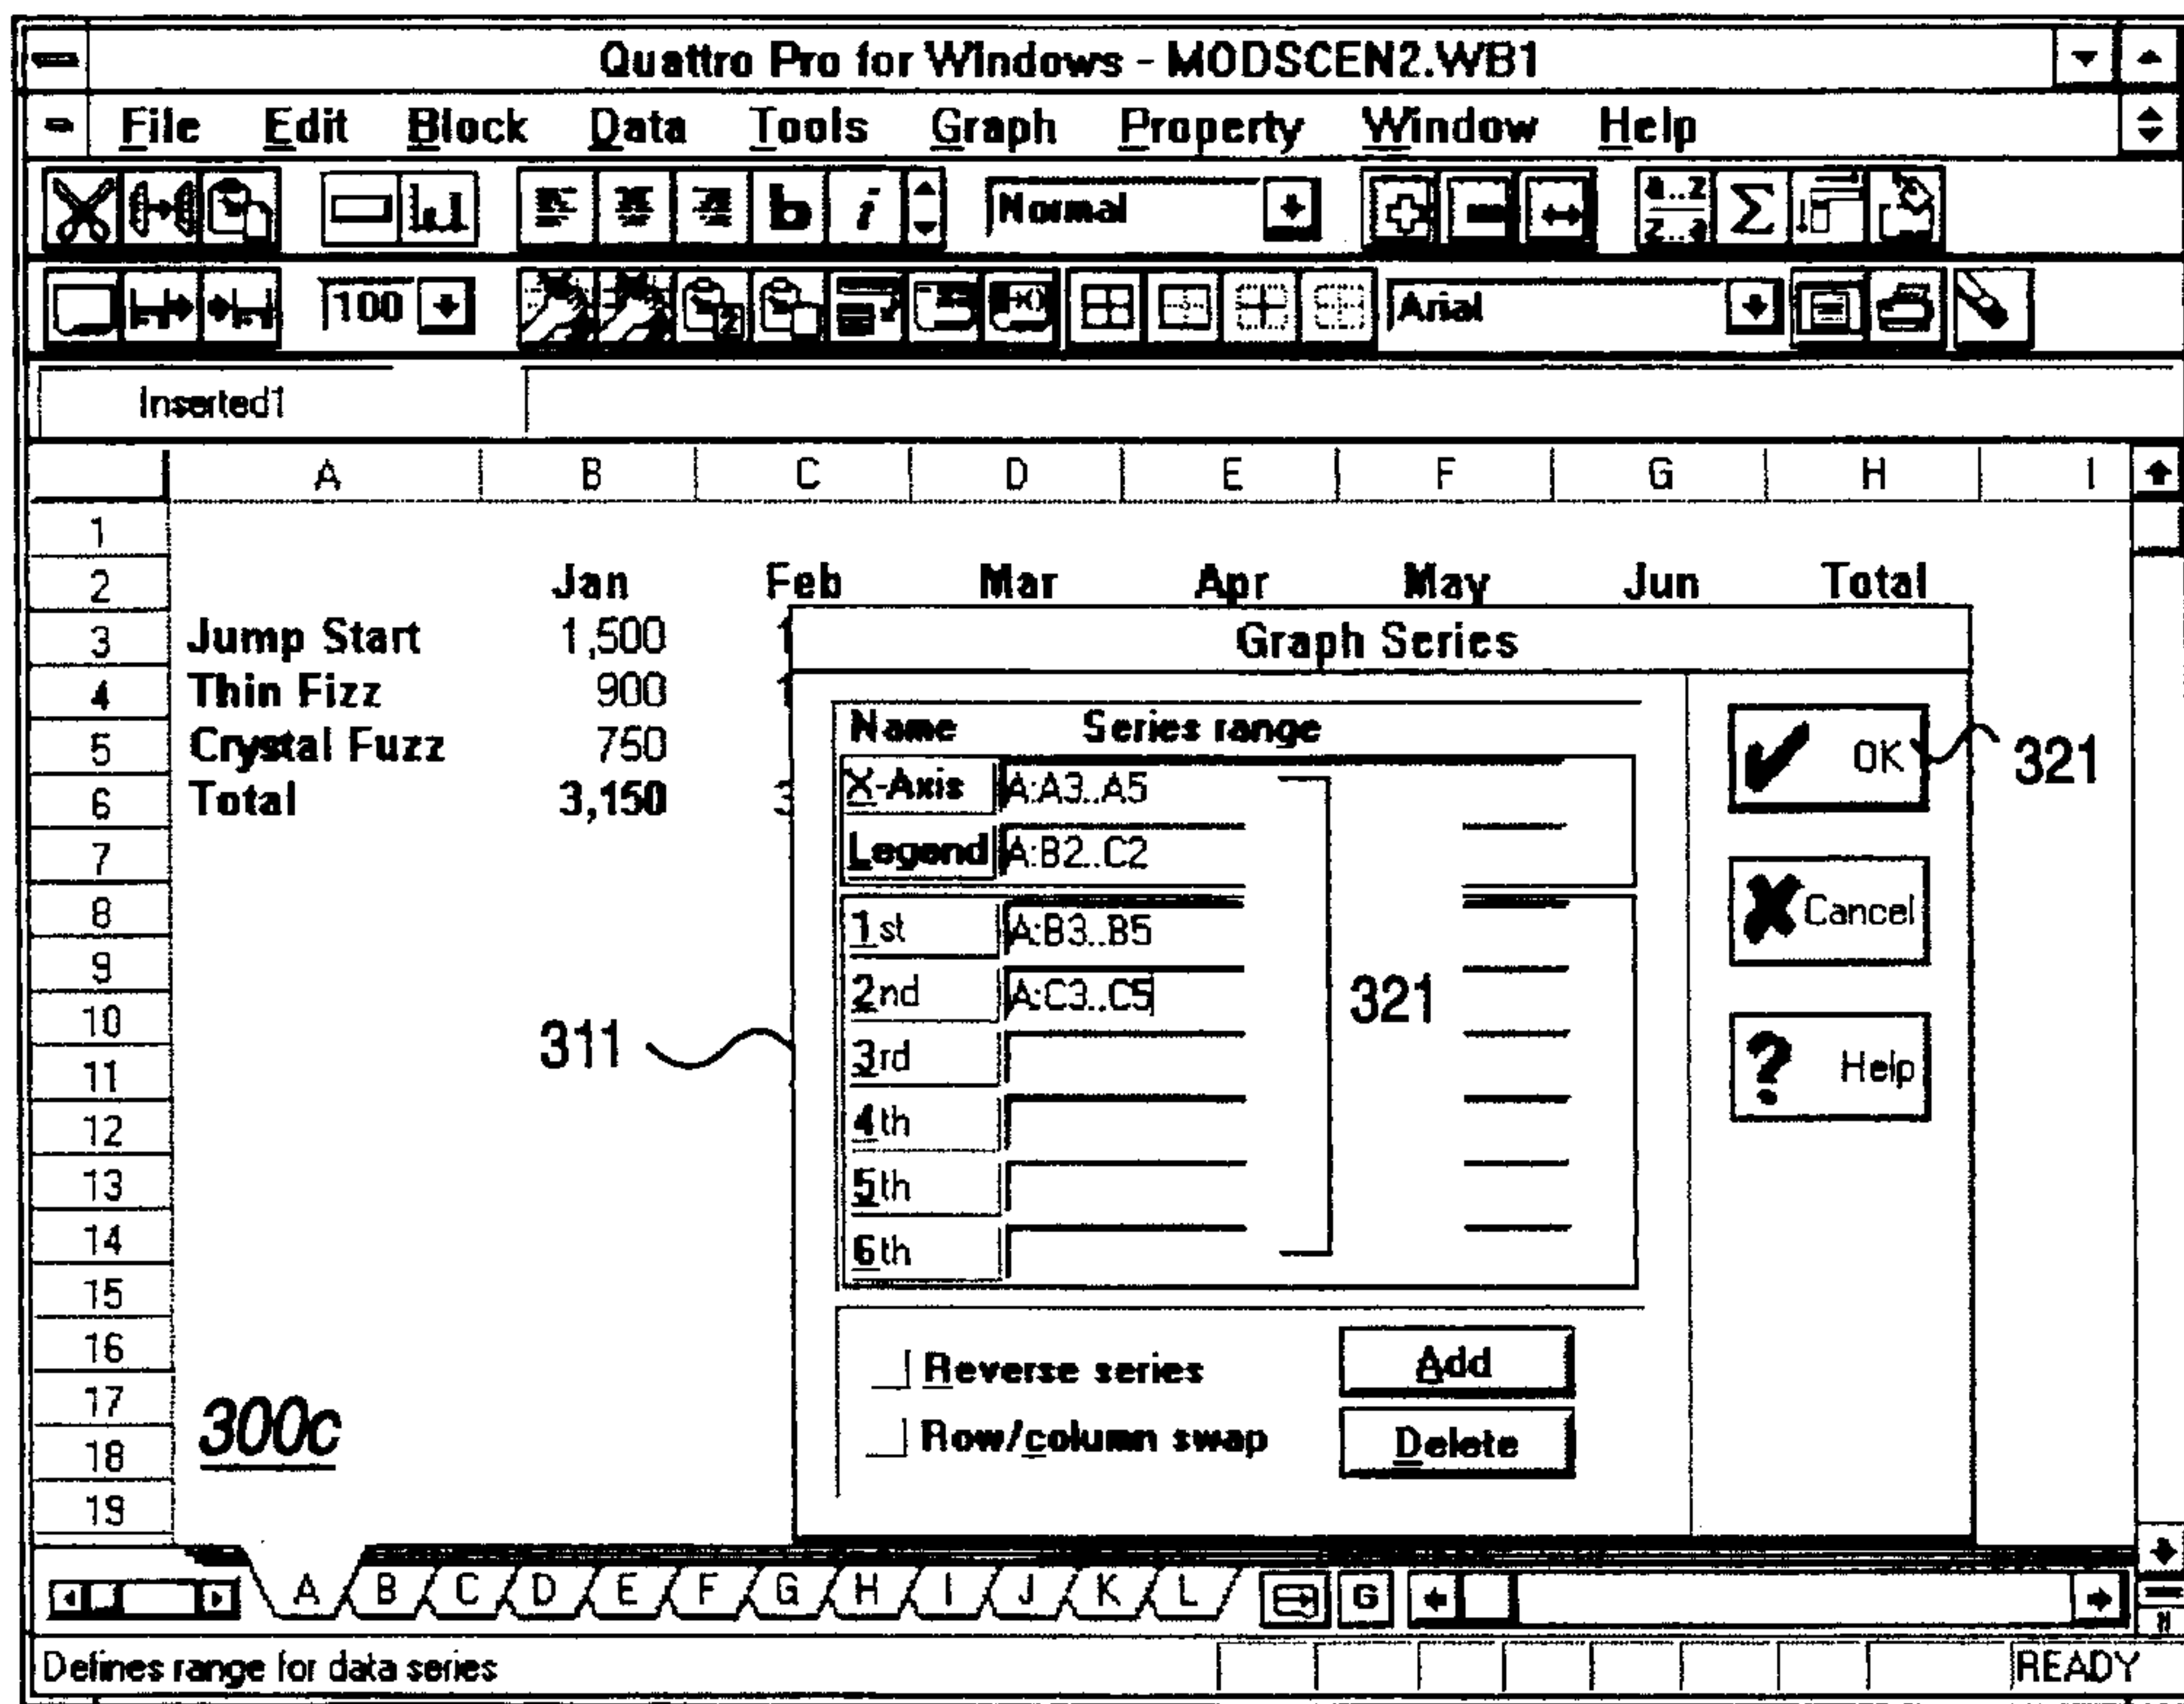 Quattro Pro for Windows - MODSCEN2.WB1
File Edit Block Data Tools Graph Property Window Help
b i Normal a..z z..a Σ
100 2 Arial
Inserted1
A B C D E F G H I
1
2 Jan Feb Mar Apr May Jun Total
3 Jump Start 1,500 1
4 Thin Fizz 900 1
5 Crystal Fuzz 750
6 Total 3,150 3
7
8
9
10
11
12
13
14
15
16
17
18
19
Graph Series
Name Series range
X-Axis A:A3..A5
Legend A:B2..C2
1st A:B3..B5
2nd A:C3..C5
3rd
4th
5th
6th
Reverse series Add
Row/column swap Delete
OK
Cancel
? Help
321
321
311
300c
A B C D E F G H I J K L G
Defines range for data series READY